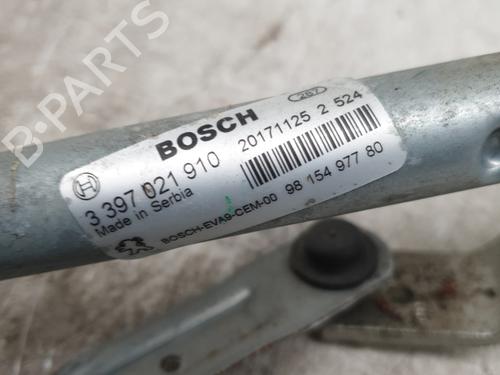 BOSCH
267
3 397 021 910
20171125 2 524
Made in Serbia
BOSCH-EVA9-CEM-00
98 154 977 80
B-PARTS